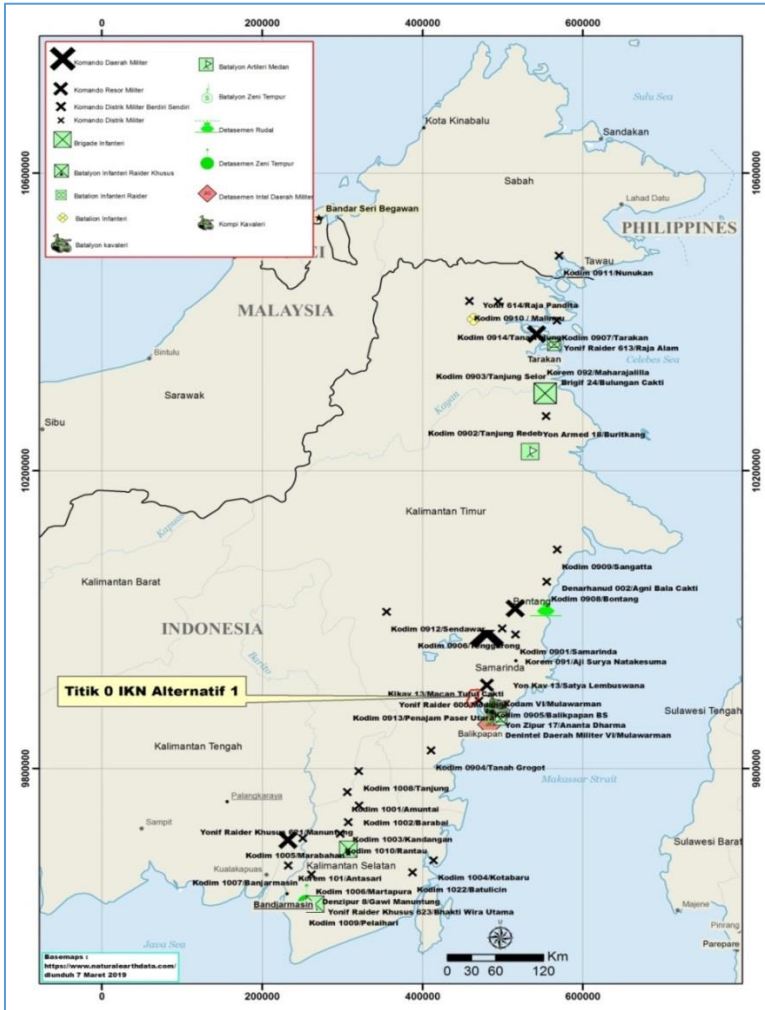 0
200000
400000
600000
Komando Daerah Militer
Komando Resor Militer
Komando Distrik Militer Berdiri Sendiri
Komando Distrik Militer
Brigade Infanteri
Batalyon Infanteri Raider Khusus
Batalion Infanteri Raider
Batalion Infanteri
Batalyon kavaleri
Batalyon Artileri Medan
Batalyon Zeni Tempur
Detasemen Rudal
Detasemen Zeni Tempur
Detasemen Intel Daerah Militer
Kompi Kavaleri
Sulu Sea
Kota Kinabalu
Sandakan
10600000
10600000
Sabah
Lahad Datu
Bandar Seri Begawan
PHILIPPINES
Tawau
Kodim 0911/Nunukan
MALAYSIA
Yonif 614/Raja Pandita
Kodim 0910 / Malinau
Kodim 0914/Tana
Kodim 0907/Tarakan
Yonif Raider 613/Raja Alam
Bintulu
Tarakan
Celebes Sea
Korem 092/Maharajalila
Kodim 0903/Tanjung Selor
Brigif 24/Bulungan Cakti
Sarawak
Kayan
Sibu
Kodim 0902/Tanjung Redeb
Yon Armed 18/Buritkang
10200000
10200000
Kalimantan Timur
Kapuas
Kodim 0909/Sangatta
Kalimantan Barat
Denarhanud 002/Agni Bala Cakti
Bontang
Kodim 0908/Bontang
INDONESIA
Kodim 0912/Sendawar
Kodim 0906/Tenggarong
Kodim 0901/Samarinda
Barito
Korem 091/Aji Surya Natakesuma
Samarinda
Titik 0 IKN Alternatif 1
Yon Kav 13/Satya Lembuswana
Kikav 13/Macan Tutul Cakti
Yonif Raider 600/
Kodam VI/Mulawarman
Kodim 0905/Balikpapan BS
Kodim 0913/Penajam Paser Utara
Yon Zipur 17/Ananta Dharma
Sulawesi Tengah
Balikpapan
Denintel Daerah Militer VI/Mulawarman
Kalimantan Tengah
Kodim 0904/Tanah Grogot
9800000
9800000
Makassar Strait
Kodim 1008/Tanjung
Palangkaraya
Kodim 1001/Amuntai
Kodim 1002/Barabai
Sampit
Yonif Raider Khusus 621/Manuntung
Kodim 1003/Kandangan
Kodim 1010/Rantau
Sulawesi Barat
Kodim 1005/Marabahan
Kalimantan Selatan
Kualakapuas
Korem 101/Antasari
Kodim 1004/Kotabaru
Kodim 1007/Banjarmasin
Kodim 1006/Martapura
Kodim 1022/Batulicin
Bandjarmasin
Denzipur 8/Gawi Manuntung
Yonif Raider Khusus 623/Bhakti Wira Utama
Majene
Kodim 1009/Pelaihari
Pinrang
Parepare
Java Sea
Basemaps :
https://www.naturalearthdata.com/
diunduh 7 Maret 2019
Km
0 30 60 120
0
200000
400000
600000